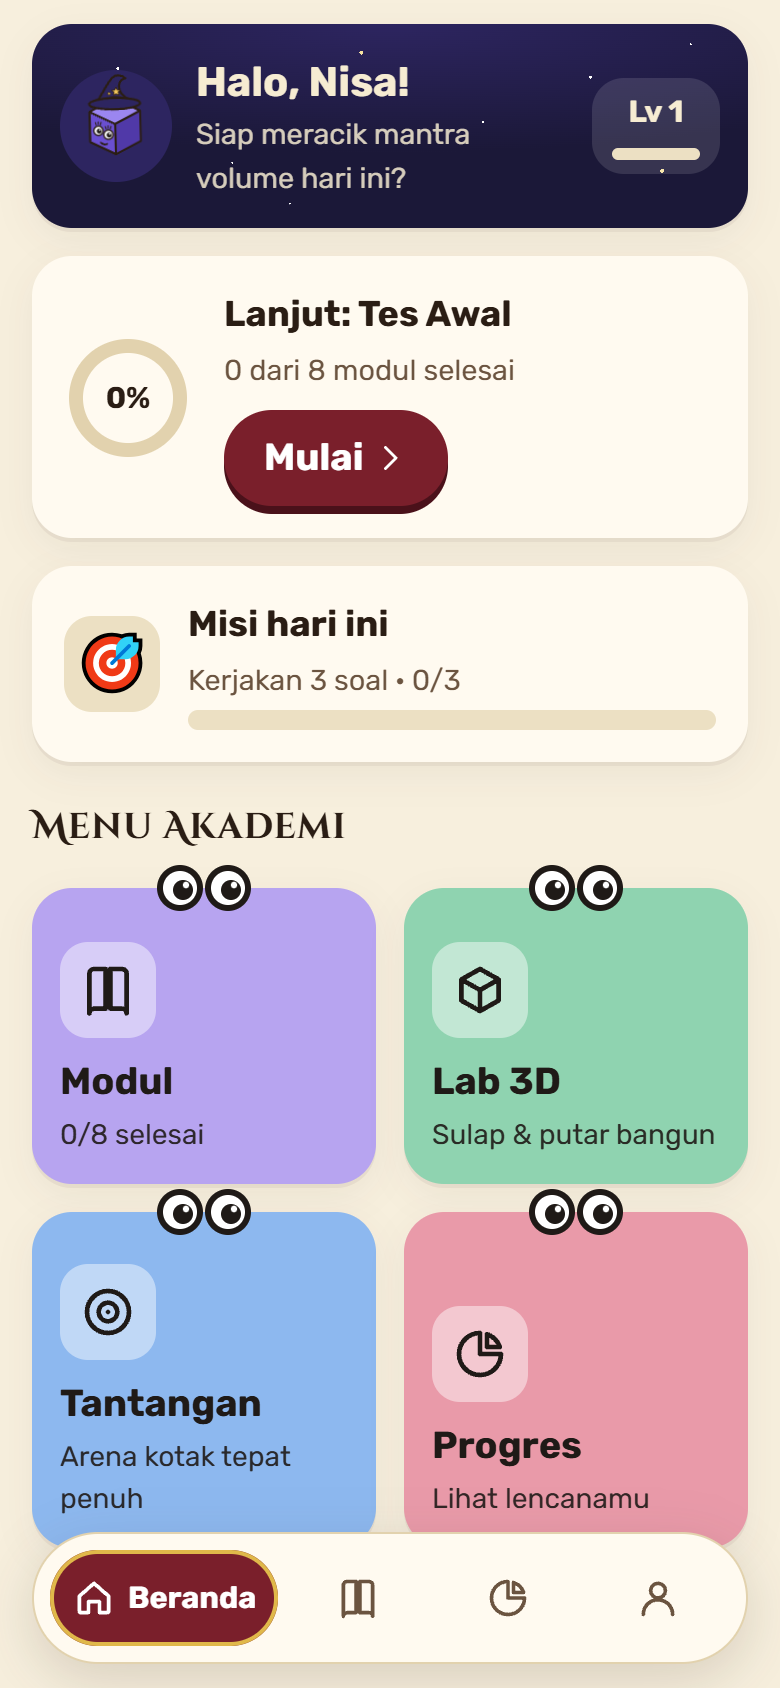 Halo, Nisa!
Siap meracik mantra
volume hari ini?
Lv 1
Lanjut: Tes Awal
0 dari 8 modul selesai
0%
Mulai
Misi hari ini
Kerjakan 3 soal • 0/3
Menu Akademi
Modul
0/8 selesai
Lab 3D
Sulap & putar bangun
Tantangan
Arena kotak tepat
penuh
Progres
Lihat lencanamu
Beranda